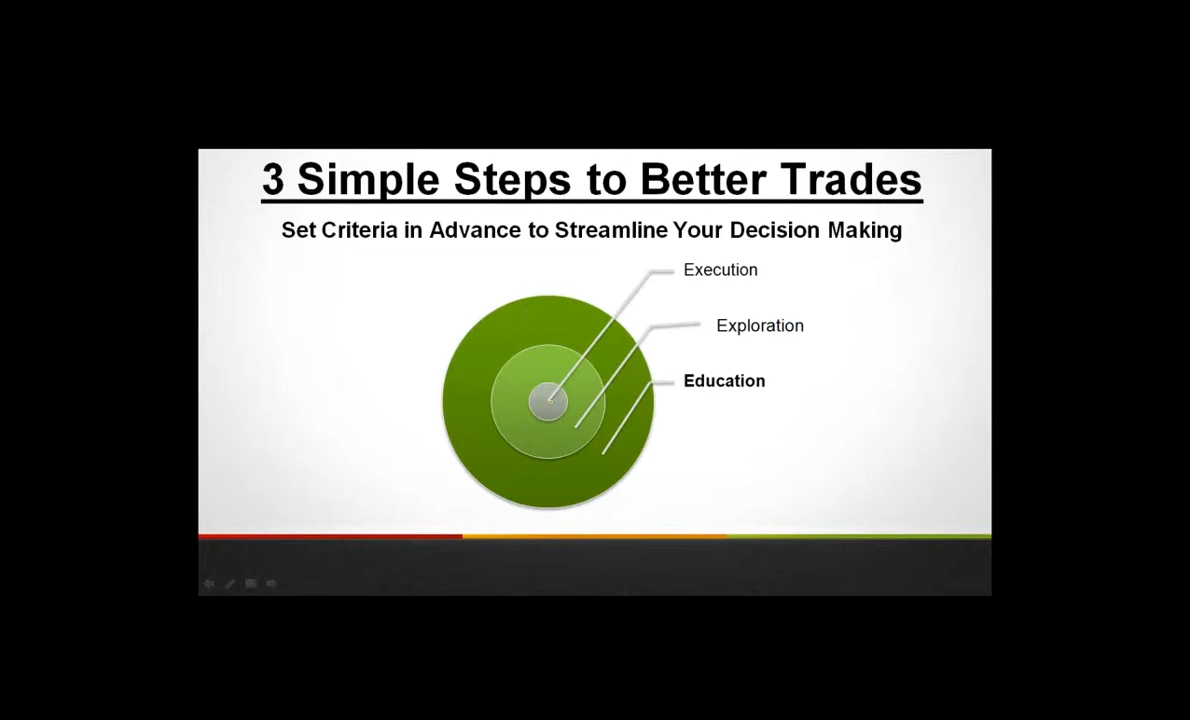 3 Simple Steps to Better Trades
Set Criteria in Advance to Streamline Your Decision Making
Execution
Exploration
Education